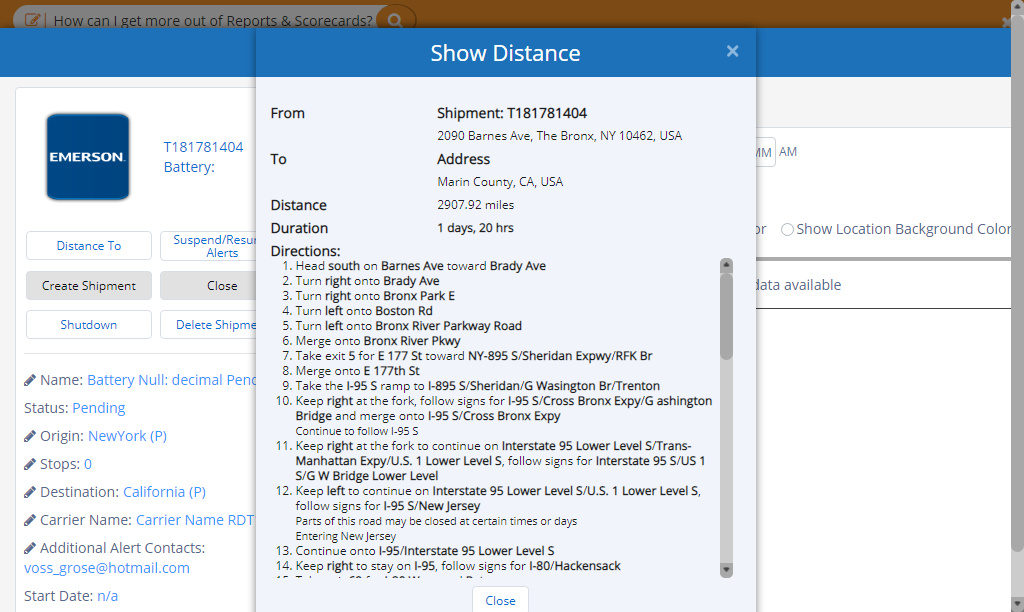 How can I get more out of Reports & Scorecards?
Show Distance
×
EMERSON.
T181781404
Battery:
Distance To
Suspend/Resu
Alerts
Create Shipment
Close
Shutdown
Delete Shipme
Name: Battery Null: decimal Pend
Status: Pending
Origin: NewYork (P)
Stops: 0
Destination: California (P)
Carrier Name: Carrier Name RDT
Additional Alert Contacts:
voss_grose@hotmail.com
Start Date: n/a
From
Shipment: T181781404
2090 Barnes Ave, The Bronx, NY 10462, USA
To
Address
Marin County, CA, USA
Distance
2907.92 miles
Duration
1 days, 20 hrs
Directions:
1. Head south on Barnes Ave toward Brady Ave
2. Turn right onto Brady Ave
3. Turn right onto Bronx Park E
4. Turn left onto Boston Rd
5. Turn left onto Bronx River Parkway Road
6. Merge onto Bronx River Pkwy
7. Take exit 5 for E 177 St toward NY-895 S/Sheridan Expwy/RFK Br
8. Merge onto E 177th St
9. Take the I-95 S ramp to I-895 S/Sheridan/G Wasington Br/Trenton
10. Keep right at the fork, follow signs for I-95 S/Cross Bronx Expy/G ashington
Bridge and merge onto I-95 S/Cross Bronx Expy
Continue to follow I-95 S
11. Keep right at the fork to continue on Interstate 95 Lower Level S/Trans-
Manhattan Expy/U.S. 1 Lower Level S, follow signs for Interstate 95 S/US 1
S/G W Bridge Lower Level
12. Keep left to continue on Interstate 95 Lower Level S/U.S. 1 Lower Level S,
follow signs for I-95 S/New Jersey
Parts of this road may be closed at certain times or days
Entering New Jersey
13. Continue onto I-95/Interstate 95 Lower Level S
14. Keep right to stay on I-95, follow signs for I-80/Hackensack
Close
MM AM
or Show Location Background Color
data available